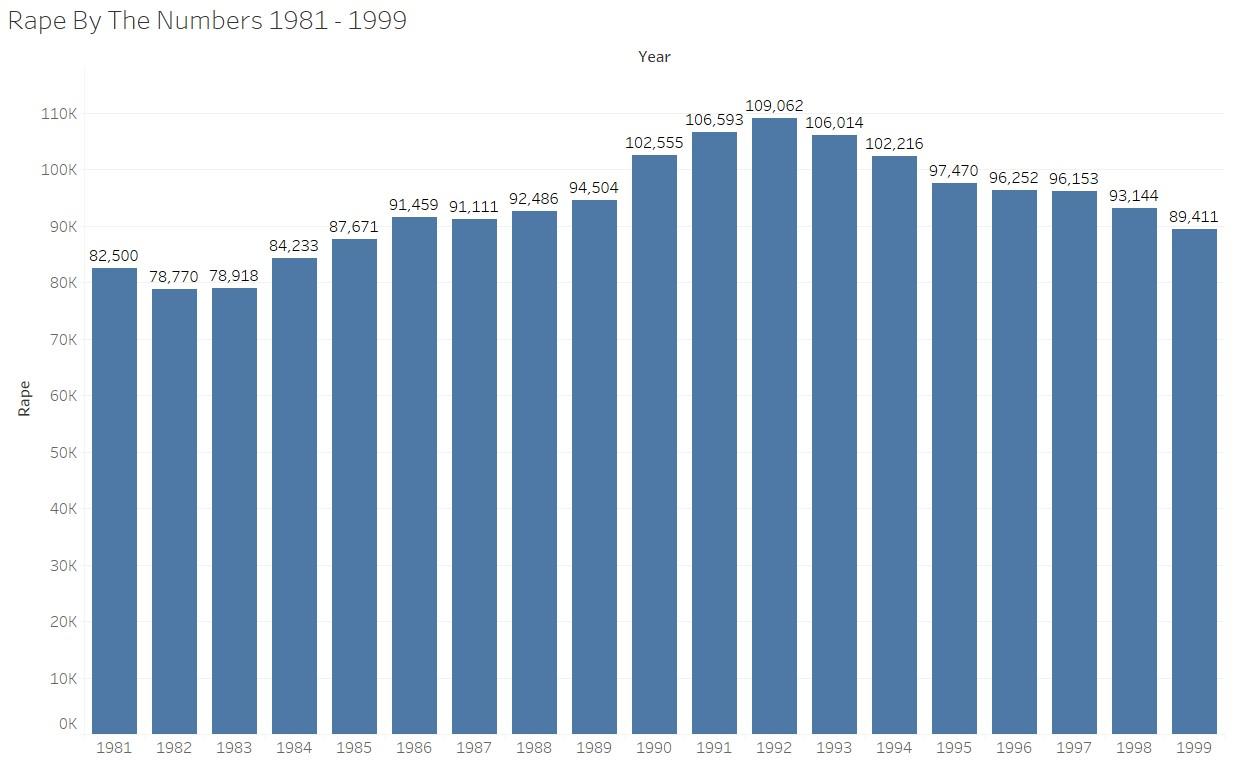 Rape By The Numbers 1981 - 1999
Year
110K
100K
90K
80K
70K
60K
50K
40K
30K
20K
10K
0K
Rape
82,500
78,770
78,918
84,233
87,671
91,459
91,111
92,486
94,504
102,555
106,593
109,062
106,014
102,216
97,470
96,252
96,153
93,144
89,411
1981 1982 1983 1984 1985 1986 1987 1988 1989 1990 1991 1992 1993 1994 1995 1996 1997 1998 1999